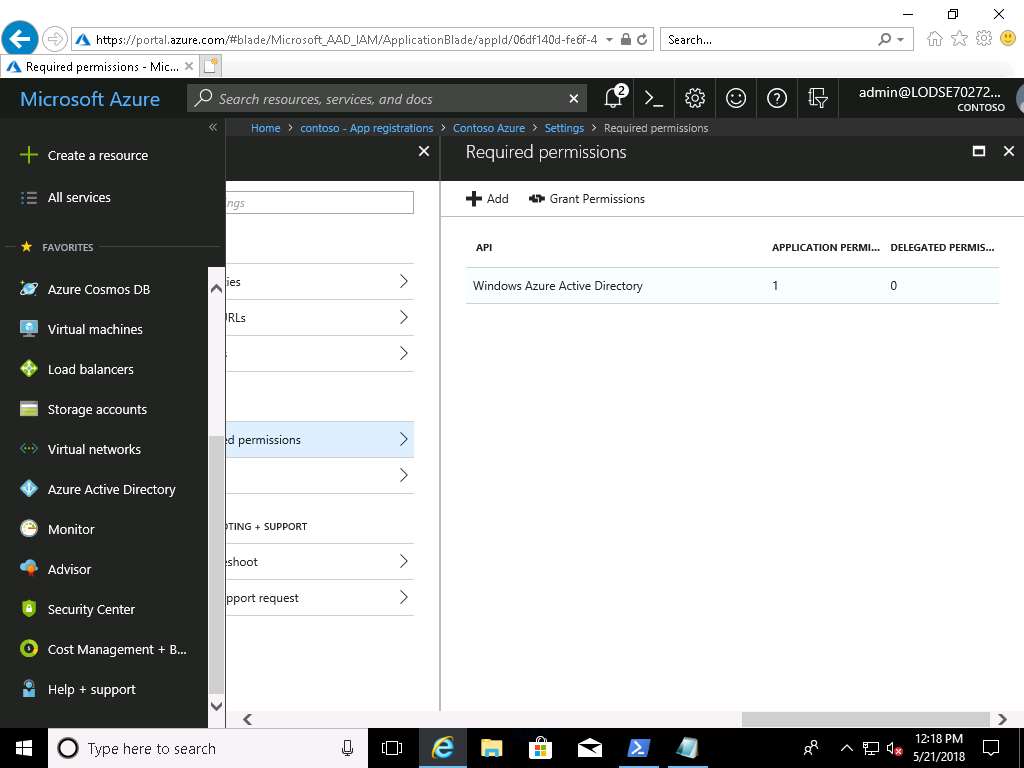 https://portal.azure.com/#blade/Microsoft_AAD_IAM/ApplicationBlade/appId/06df140d-fe6f-4
Search...
Required permissions - Mic...
Microsoft Azure
Search resources, services, and docs
2
admin@LODSE70272...
CONTOSO
Home > contoso - App registrations > Contoso Azure > Settings > Required permissions
Create a resource
All services
FAVORITES
Azure Cosmos DB
Virtual machines
Load balancers
Storage accounts
Virtual networks
Azure Active Directory
Monitor
Advisor
Security Center
Cost Management + B...
Help + support
ngs
ies
URLs
s
ed permissions
OTING + SUPPORT
eshoot
pport request
Required permissions
Add
Grant Permissions
API
APPLICATION PERMI...
DELEGATED PERMIS...
Windows Azure Active Directory
1
0
Type here to search
12:18 PM
5/21/2018